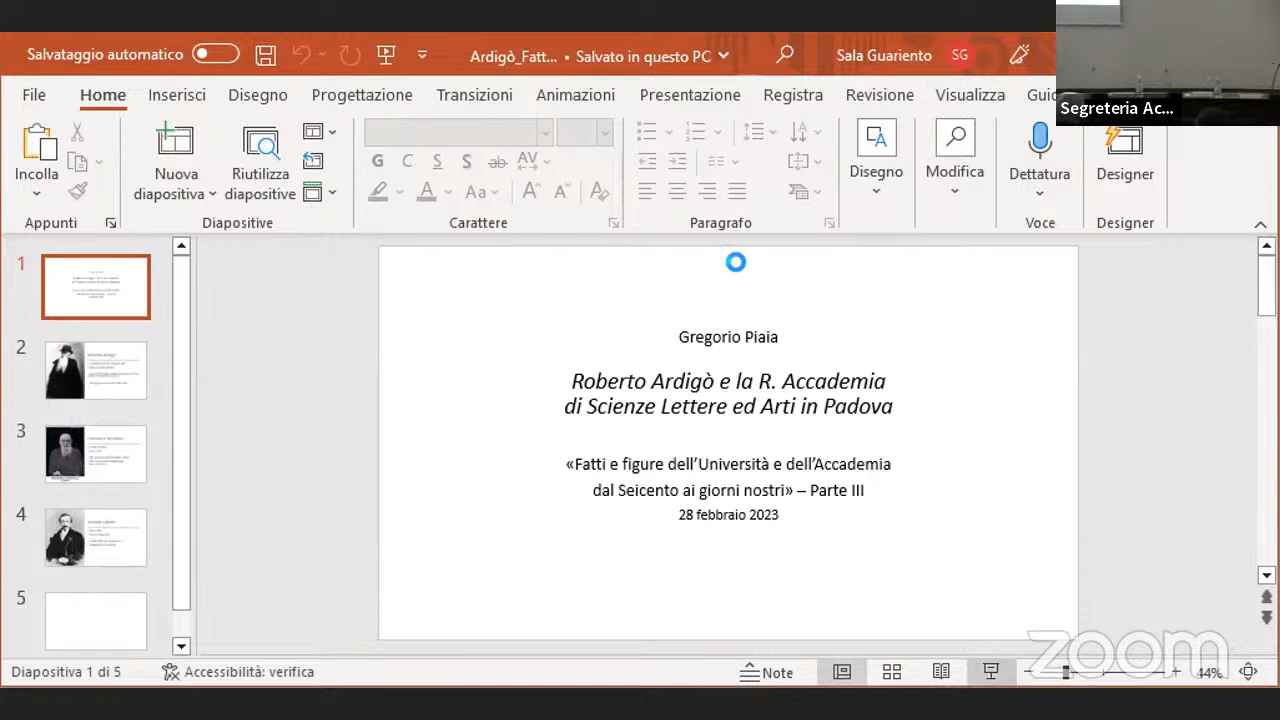 Salvataggio automatico
Ardigò_Fatt... • Salvato in questo PC
Sala Guariento SG
Segreteria Ac...
File Home Inserisci Disegno Progettazione Transizioni Animazioni Presentazione Registra Revisione Visualizza Guid
Incolla
Nuova
diapositiva
Riutilizza
diapositive
G C S S ab AV
A Aa A A A
Disegno
Modifica
Dettatura
Designer
Appunti
Diapositive
Carattere
Paragrafo
Voce
Designer
1
2
3
4
5
Gregorio Piaia
Roberto Ardigò e la R. Accademia
di Scienze Lettere ed Arti in Padova
«Fatti e figure dell’Università e dell’Accademia
dal Seicento ai giorni nostri» – Parte III
28 febbraio 2023
Diapositiva 1 di 5
Accessibilità: verifica
Note
44%
zoom